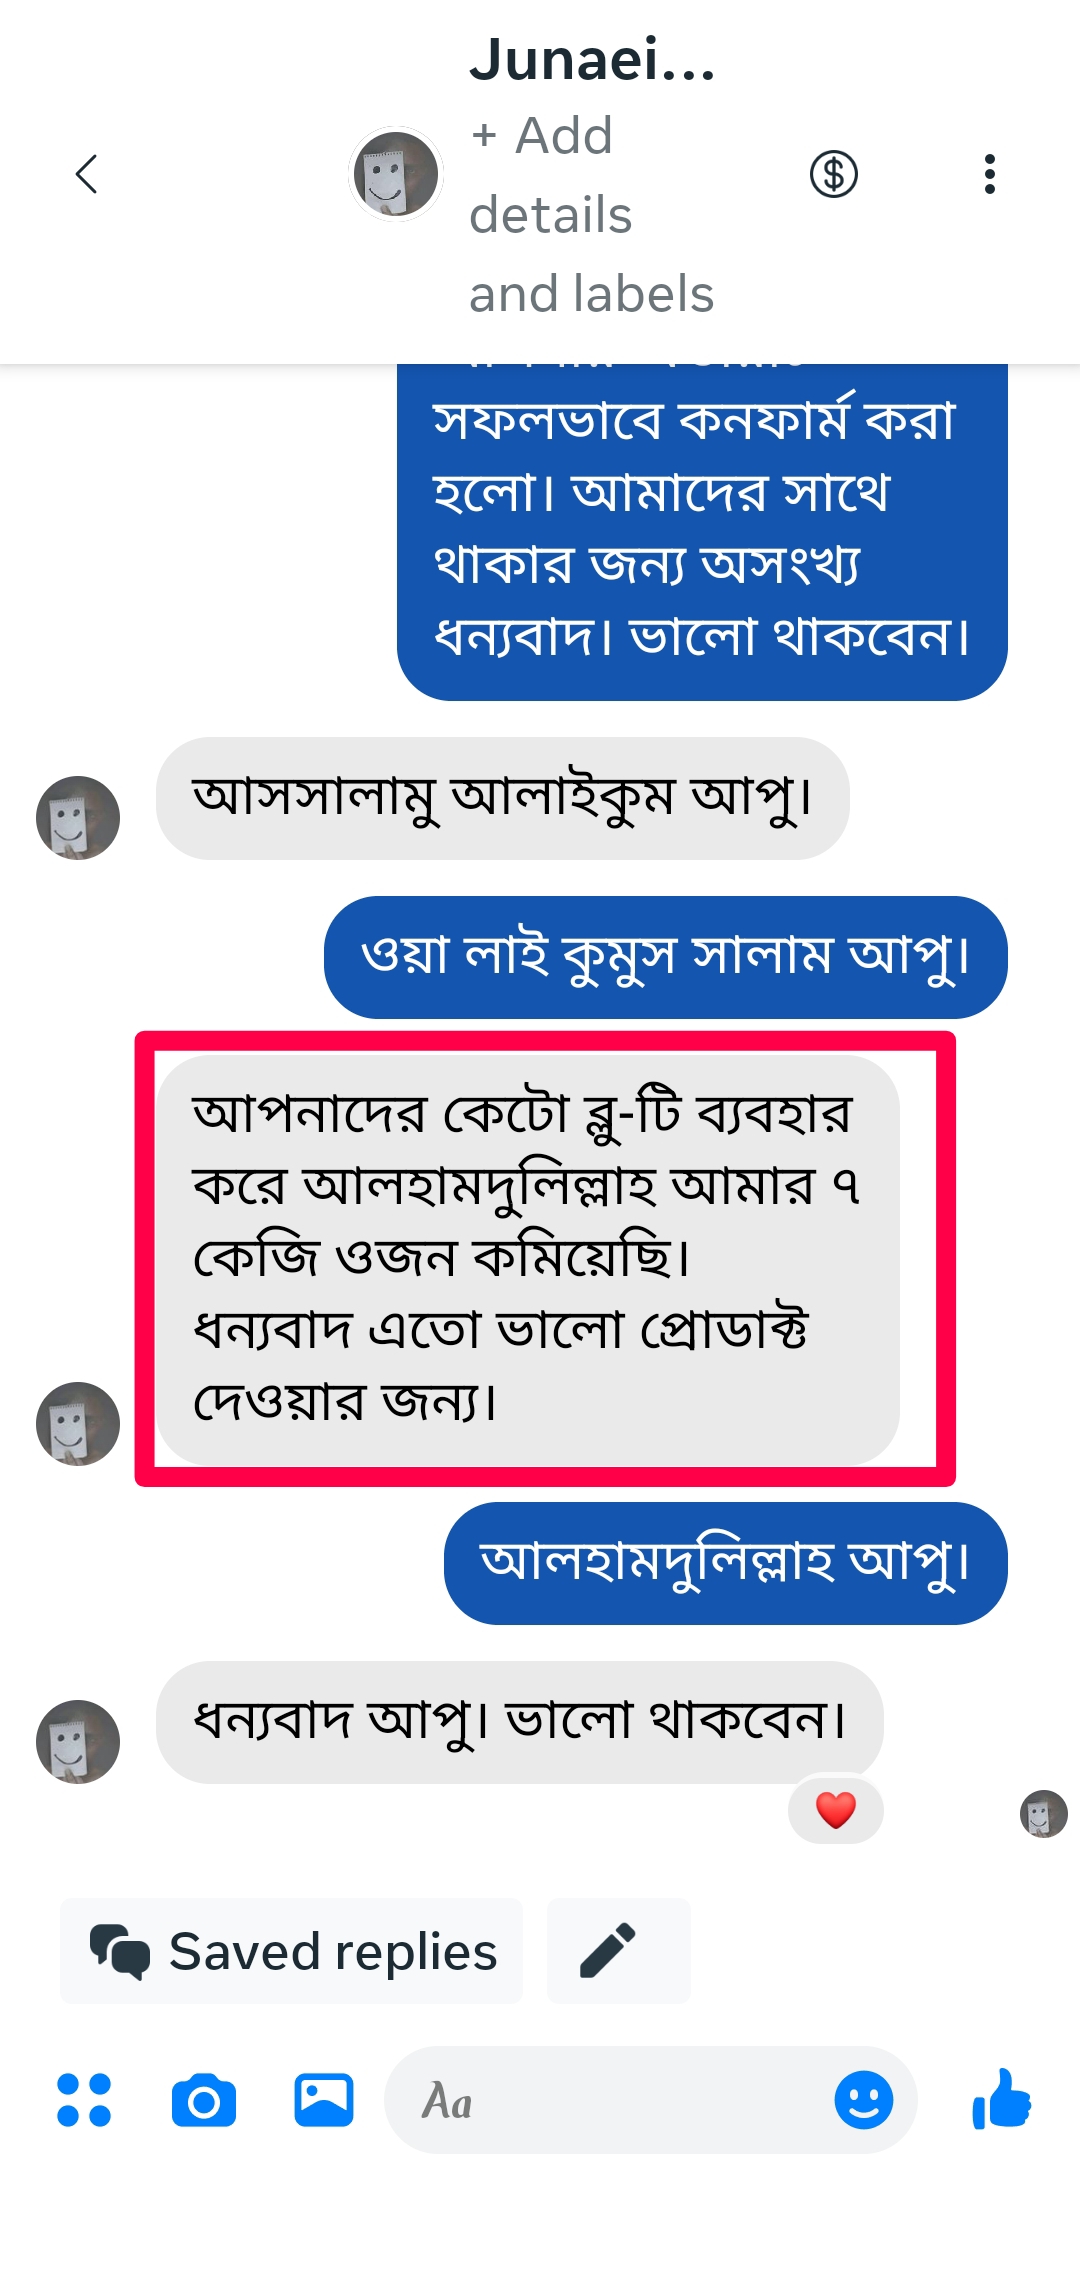 Junaei...
+ Add
details
and labels
সফলভাবে কনফার্ম করা
হলো। আমাদের সাথে
থাকার জন্য অসংখ্য
ধন্যবাদ। ভালো থাকবেন।
আসসালামু আলাইকুম আপু।
ওয়া লাই কুমুস সালাম আপু।
আপনাদের কেটো ব্লু-টি ব্যবহার
করে আলহামদুলিল্লাহ আমার ৭
কেজি ওজন কমিয়েছি।
ধন্যবাদ এতো ভালো প্রোডাক্ট
দেওয়ার জন্য।
আলহামদুলিল্লাহ আপু।
ধন্যবাদ আপু। ভালো থাকবেন।
Saved replies
Aa